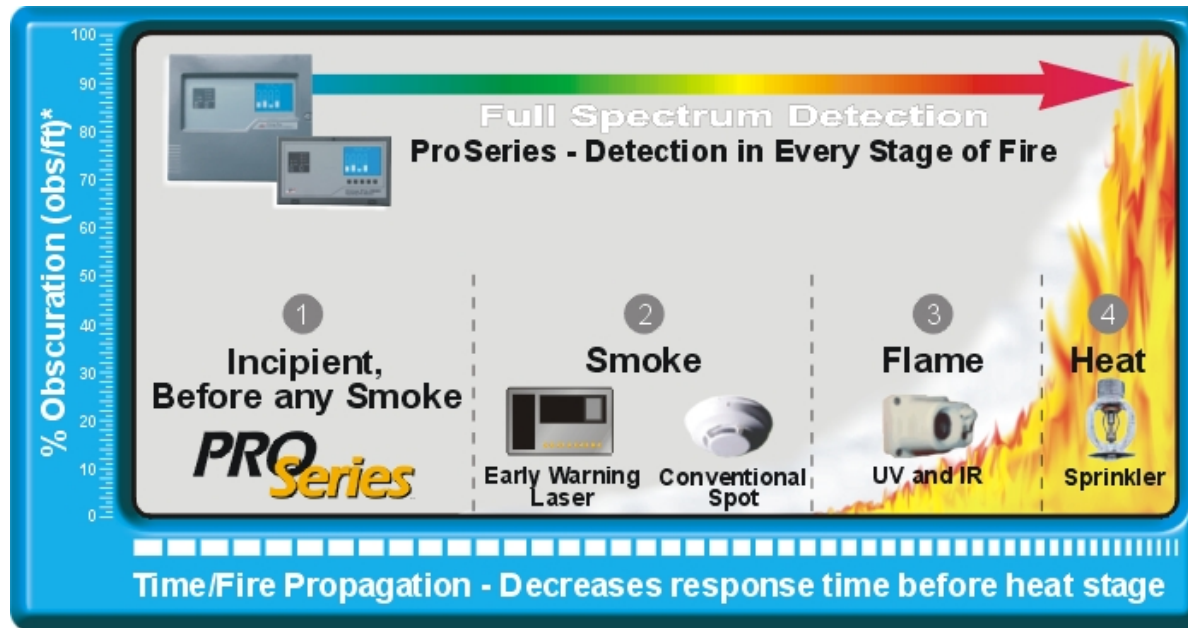 % Obscuration (obs/ft)*
100
90
80
70
60
50
40
30
20
10
0
Full Spectrum Detection
ProSeries - Detection in Every Stage of Fire
1
Incipient,
Before any Smoke
PRO
Series
2
Smoke
Early Warning
Laser
Conventional
Spot
3
Flame
UV and IR
4
Heat
Sprinkler
Time/Fire Propagation - Decreases response time before heat stage